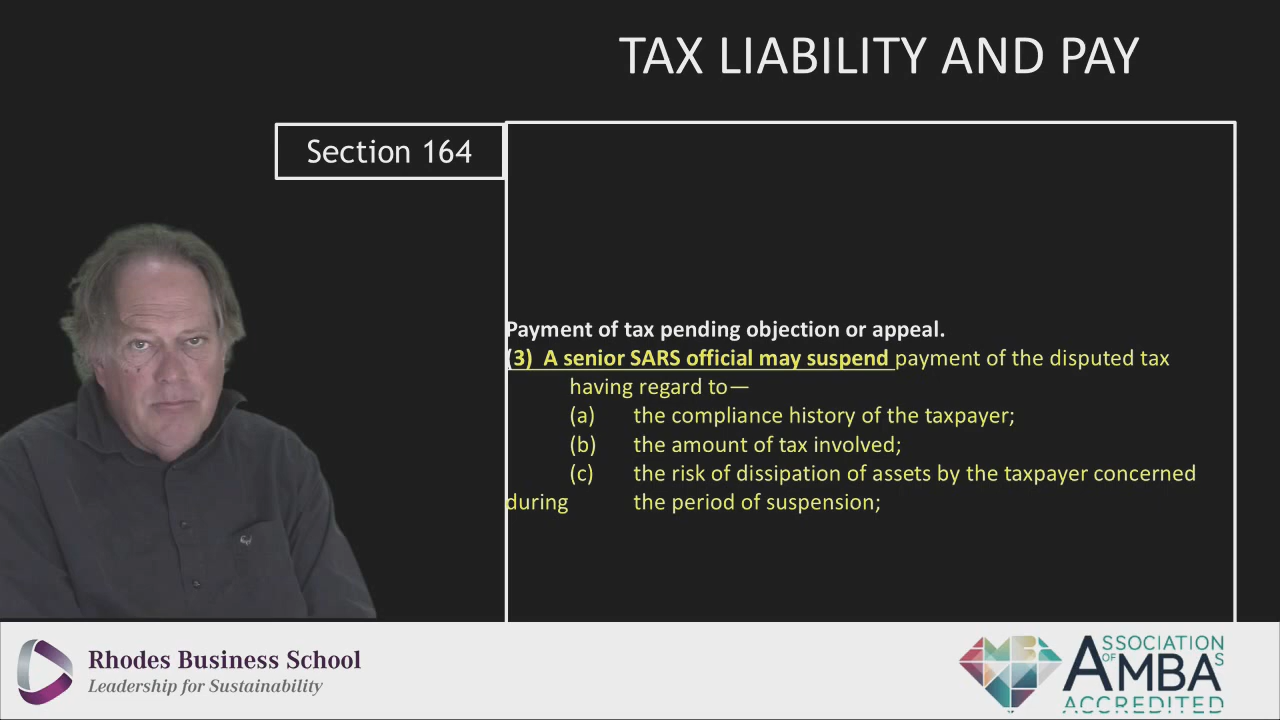 TAX LIABILITY AND PAY
Section 164
Payment of tax pending objection or appeal.
(3) A senior SARS official may suspend payment of the disputed tax
having regard to—
(a) the compliance history of the taxpayer;
(b) the amount of tax involved;
(c) the risk of dissipation of assets by the taxpayer concerned
during the period of suspension;
Rhodes Business School
Leadership for Sustainability
ASSOCIATION
OF
AMBAS
ACCREDITED